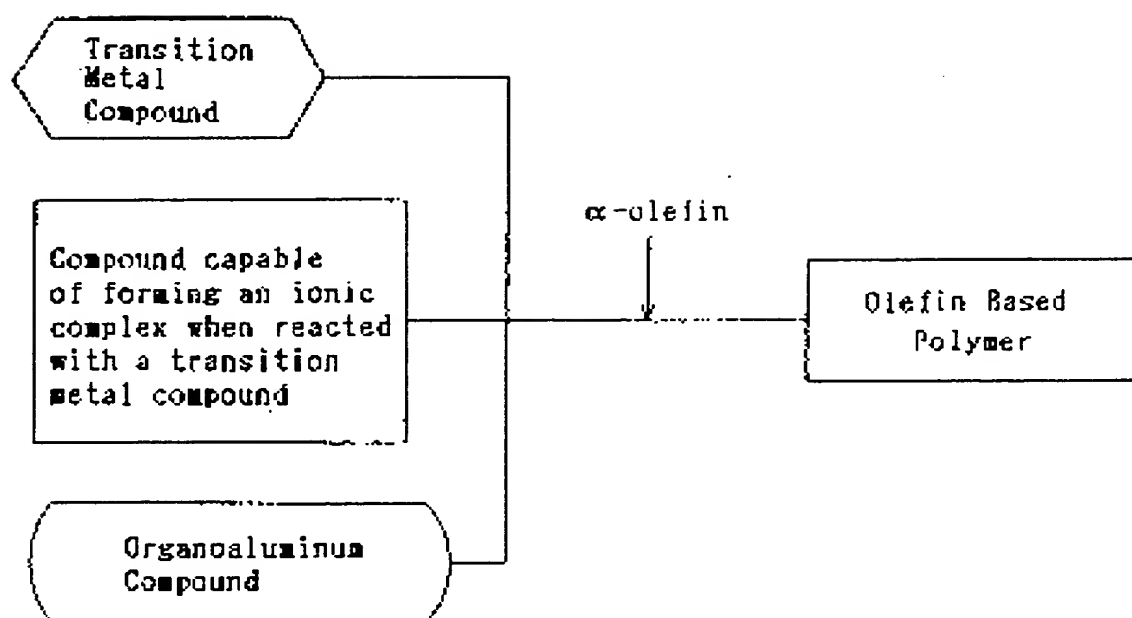 Transition
Metal
Compound
α-olefin
Compound capable
of forming an ionic
complex when reacted
with a transition
metal compound
Olefin Based
Polymer
Organoaluminum
Compound